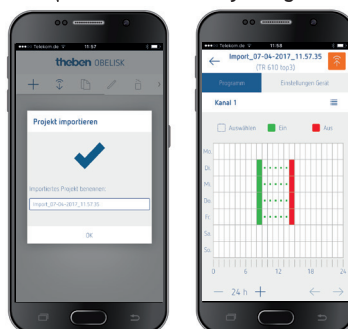 Telekom.de
11:57
theben OBELISK
Projekt importieren
Importiertes Projekt benennen:
Import_07-04-2017_11.57.35
OK
Telekom.de
11:58
Import_07-04-2017_11.57.35
(TR 610 top3)
Programm
Einstellungen Gerät
Kanal 1
Auswählen
Ein
Aus
Mo
Di
Mi
Do
Fr
Sa
So
0 6 12 18 24
24 h